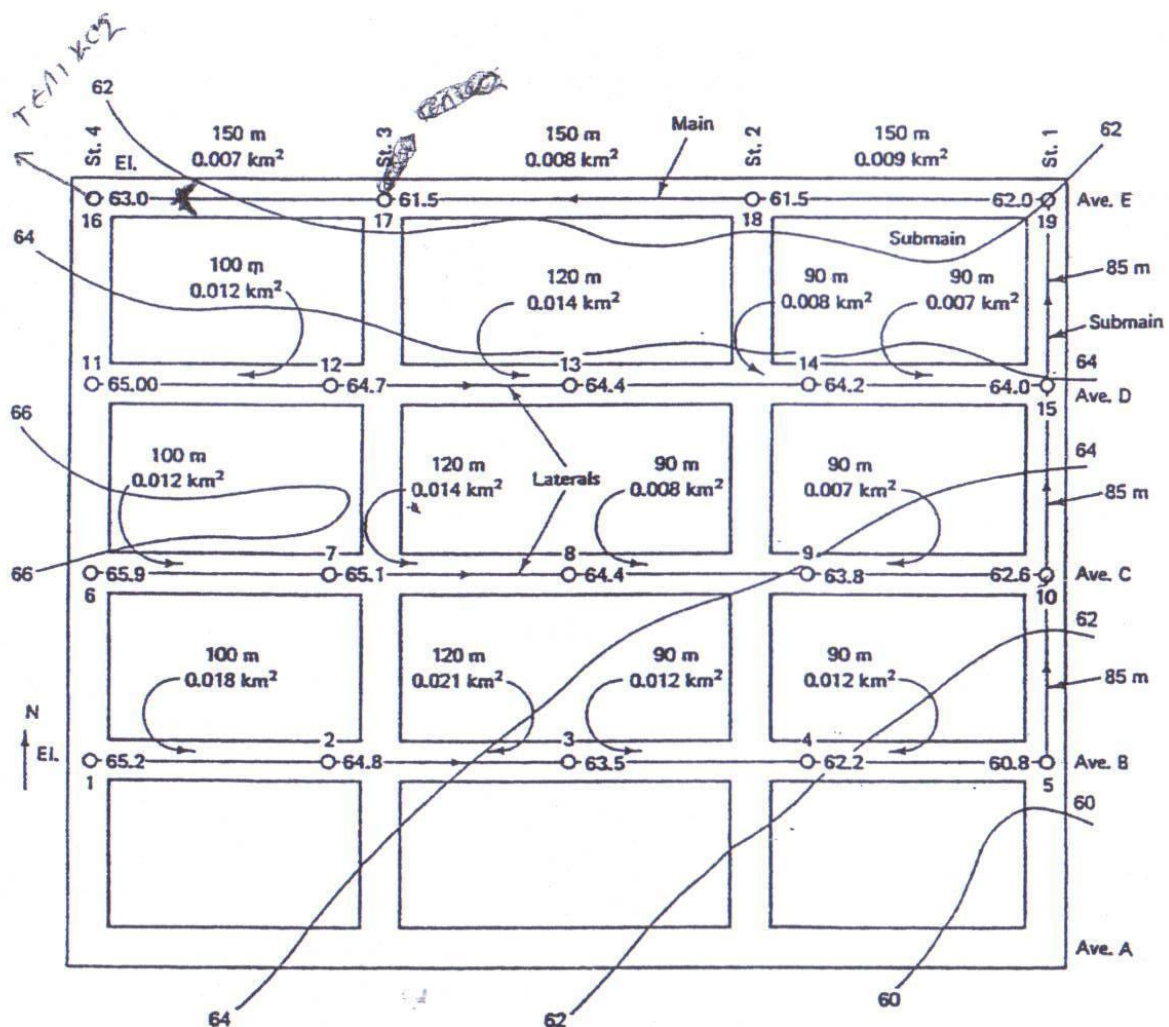 τελικος
62
150 m
0.007 km²
150 m
0.008 km²
Main
150 m
0.009 km²
62
St. 4
St. 3
St. 2
St. 1
El.
63.0
61.5
61.5
62.0
Ave. E
16
17
18
19
64
Submain
100 m
0.012 km²
120 m
0.014 km²
90 m
0.008 km²
90 m
0.007 km²
85 m
Submain
11
12
13
14
64
65.00
64.7
64.4
64.2
64.0
Ave. D
15
66
100 m
0.012 km²
120 m
0.014 km²
Laterals
90 m
0.008 km²
90 m
0.007 km²
64
85 m
7
8
9
66
65.9
65.1
64.4
63.8
62.6
Ave. C
6
10
62
100 m
0.018 km²
120 m
0.021 km²
90 m
0.012 km²
90 m
0.012 km²
85 m
N
El.
2
3
4
65.2
64.8
63.5
62.2
60.8
Ave. B
1
5
60
Ave. A
64
62
60